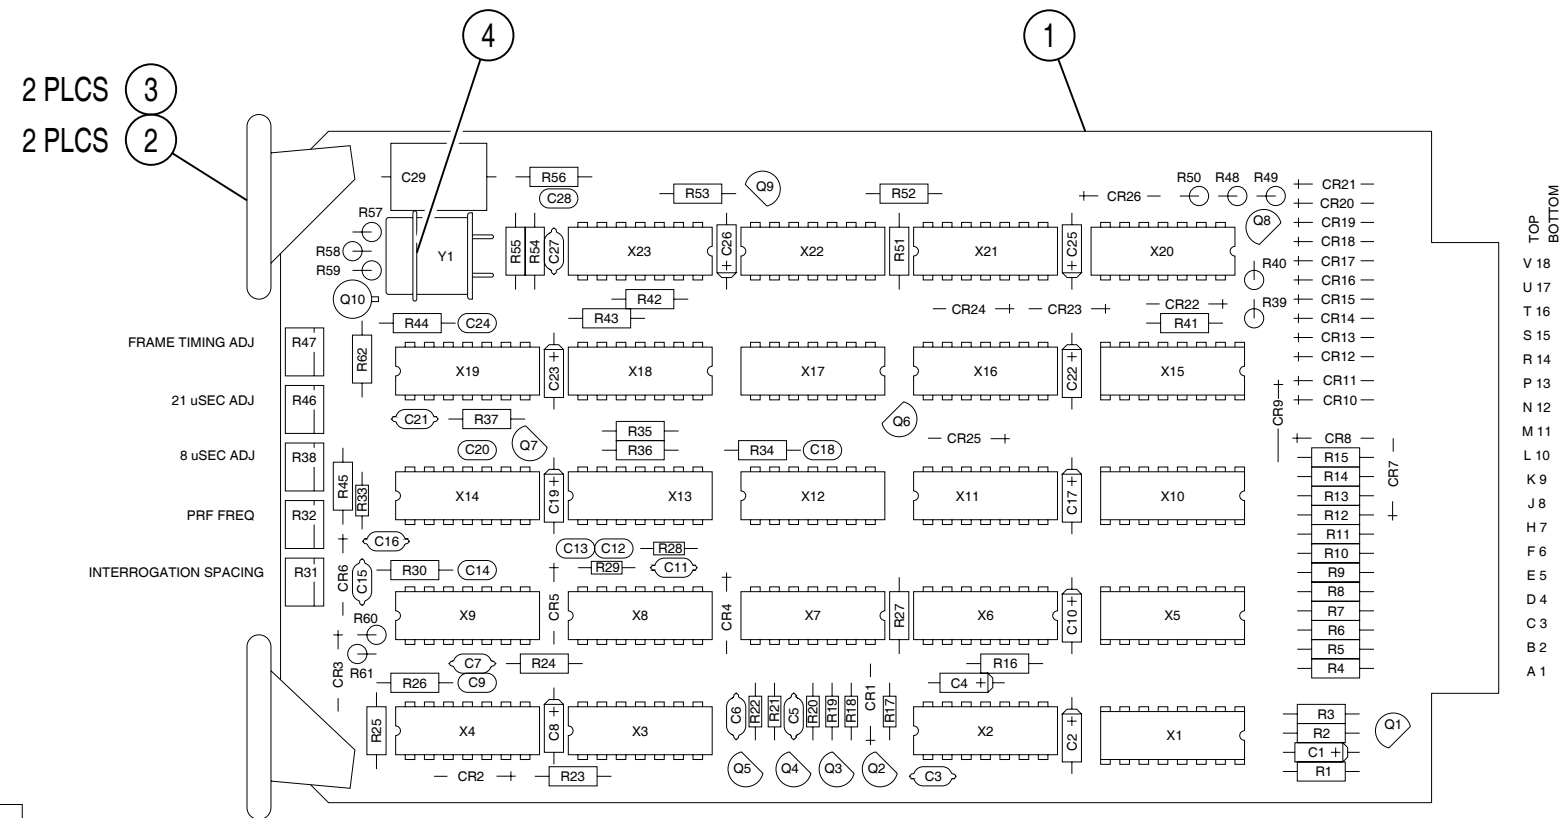 4
1
2 PLCS 3
2 PLCS 2
C29
R56
C28
R53
Q9
R52
CR26
R50
R48
R49
CR21
CR20
CR19
CR18
CR17
CR16
CR15
CR14
CR13
CR12
CR11
CR10
Q8
R57
R58
R59
Y1
Q10
R55
R54
C27
X23
C26 +
X22
R51
X21
C25 +
X20
R40
R39
R42
R43
CR24
CR23
CR22
R41
R44
C24
FRAME TIMING ADJ
R47
R62
X19
C23 +
X18
X17
X16
C22 +
X15
21 uSEC ADJ
R46
C21
R37
Q7
R35
R36
Q6
CR25
CR9
C20
R34
C18
8 uSEC ADJ
R38
R45
R33
X14
C19 +
X13
X12
X11
C17 +
X10
CR8
CR7
R15
R14
R13
R12
R11
R10
R9
R8
R7
R6
R5
R4
PRF FREQ
R32
C16
C13
C12
R28
R29
C11
INTERROGATION SPACING
R31
CR6
C15
R30
C14
CR5
CR4
X9
X8
X7
R27
X6
C10 +
X5
R60
R61
CR3
C7
R24
R16
R26
C9
C4 +
R25
X4
C8 +
X3
C6
R22
R21
C5
R20
R19
R18
CR1
R17
X2
C2 +
X1
R3
R2
C1 +
R1
Q1
CR2
R23
Q5
Q4
Q3
Q2
C3
TOP
BOTTOM
V 18
U 17
T 16
S 15
R 14
P 13
N 12
M 11
L 10
K 9
J 8
H 7
F 6
E 5
D 4
C 3
B 2
A 1